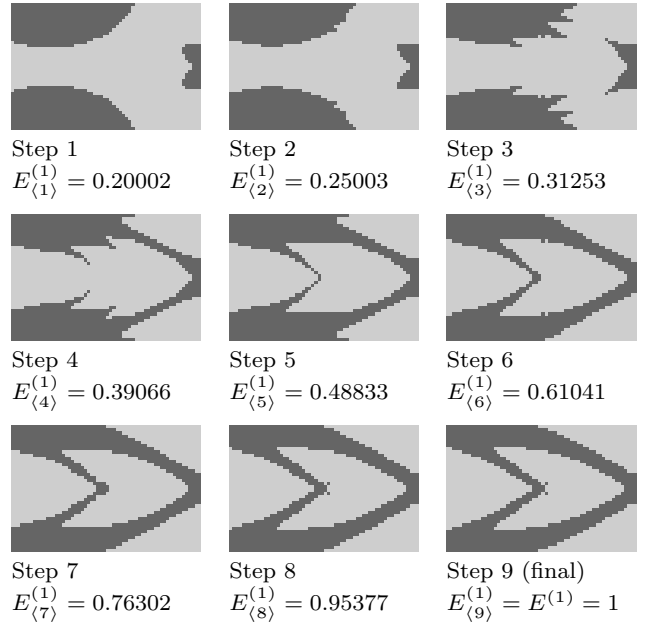 Step 1
E⟨1⟩^(1) = 0.20002
Step 2
E⟨2⟩^(1) = 0.25003
Step 3
E⟨3⟩^(1) = 0.31253
Step 4
E⟨4⟩^(1) = 0.39066
Step 5
E⟨5⟩^(1) = 0.48833
Step 6
E⟨6⟩^(1) = 0.61041
Step 7
E⟨7⟩^(1) = 0.76302
Step 8
E⟨8⟩^(1) = 0.95377
Step 9 (final)
E⟨9⟩^(1) = E^(1) = 1